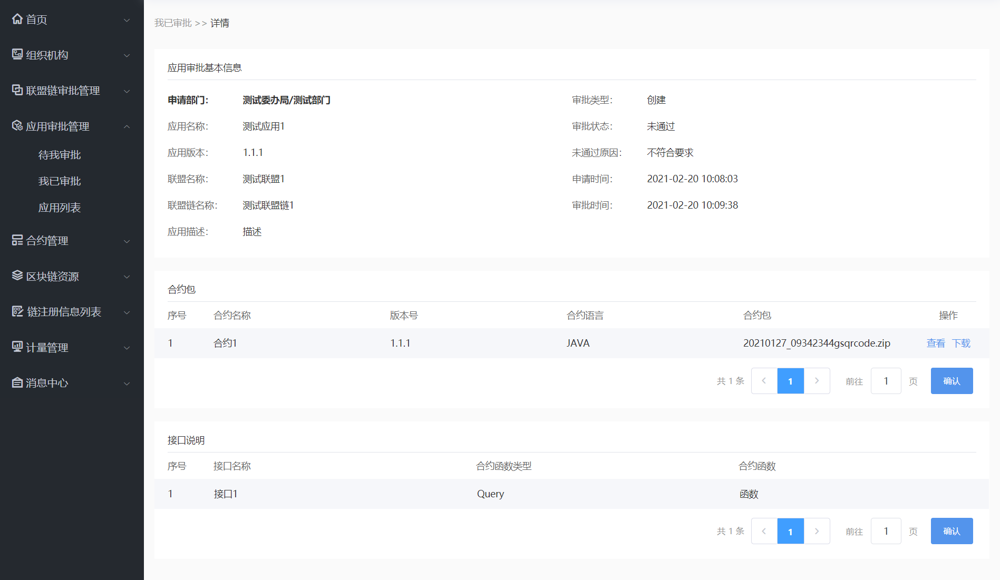 首页
组织机构
联盟链审批管理
应用审批管理
待我审批
我已审批
应用列表
合约管理
区块链资源
链注册信息列表
计量管理
消息中心
我已审批 >> 详情
应用审批基本信息
申请部门： 测试委办局/测试部门 审批类型： 创建
应用名称： 测试应用1 审批状态： 未通过
应用版本： 1.1.1 未通过原因： 不符合要求
联盟名称： 测试联盟1 申请时间： 2021-02-20 10:08:03
联盟链名称： 测试联盟链1 审批时间： 2021-02-20 10:09:38
应用描述： 描述
合约包
序号 合约名称 版本号 合约语言 合约包 操作
1 合约1 1.1.1 JAVA 20210127_09342344gsqrcode.zip 查看 下载
共 1 条 1 前往 1 页 确认
接口说明
序号 接口名称 合约函数类型 合约函数
1 接口1 Query 函数
共 1 条 1 前往 1 页 确认